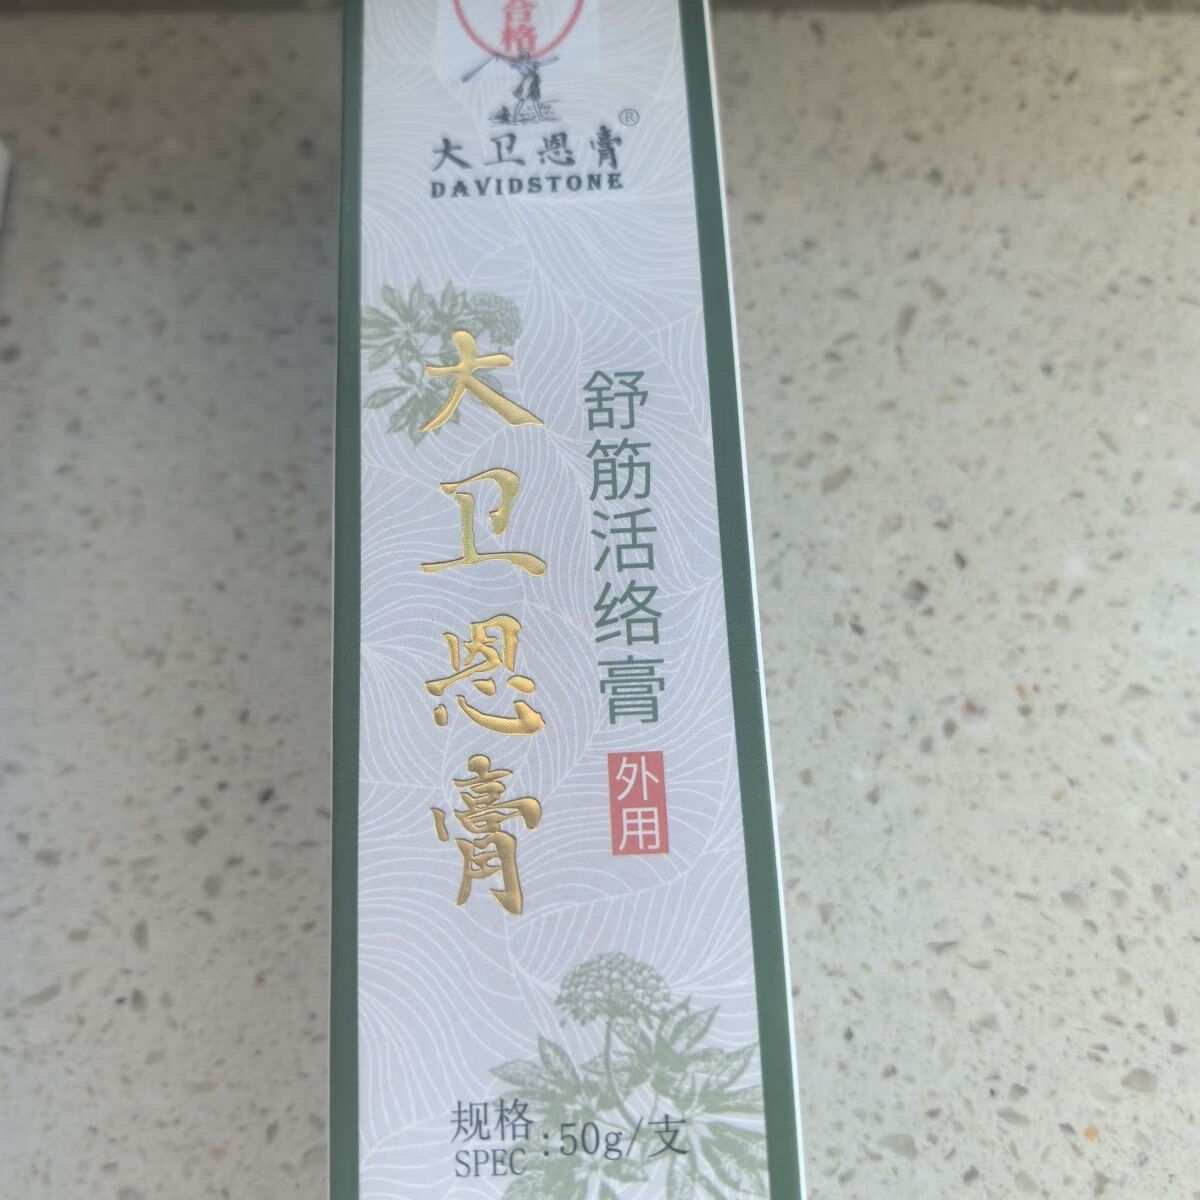 合格
大卫恩膏®
DAVIDSTONE
大卫恩膏
舒筋活络膏
外用
规格
SPEC
:50g/支